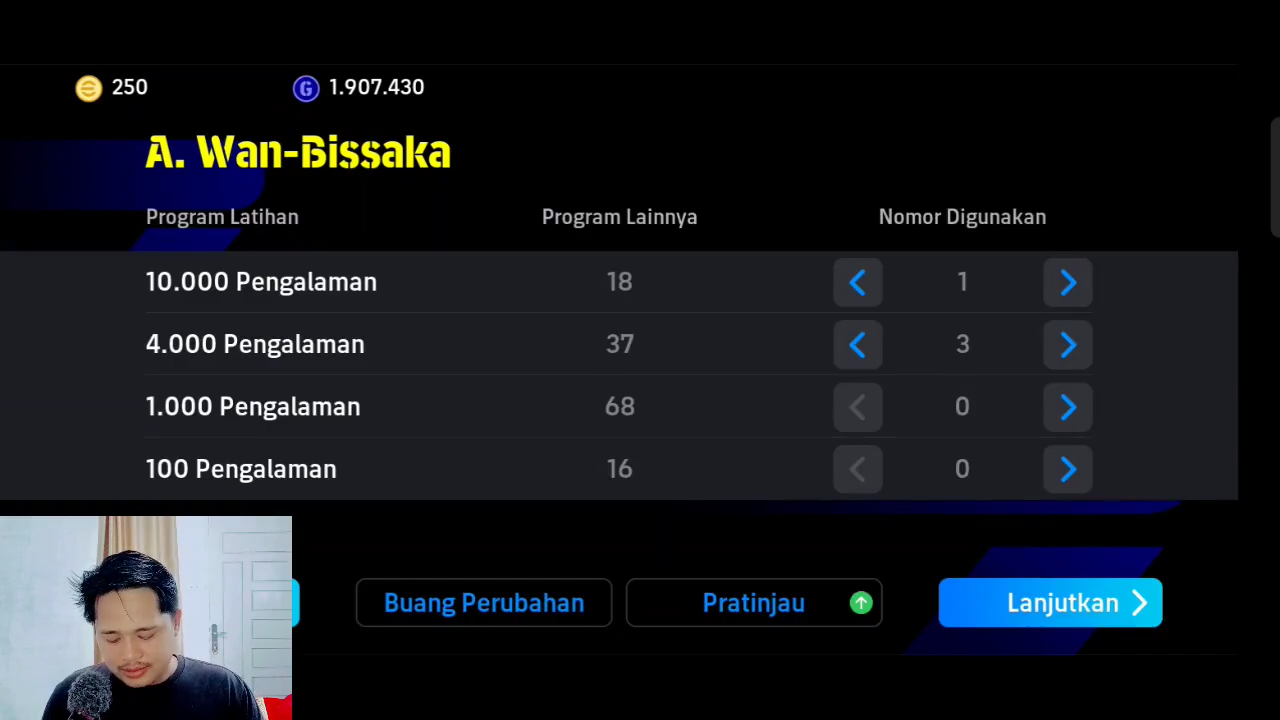 250
G 1.907.430
A. Wan-Bissaka
Program Latihan Program Lainnya Nomor Digunakan
10.000 Pengalaman 18 1
4.000 Pengalaman 37 3
1.000 Pengalaman 68 0
100 Pengalaman 16 0
Buang Perubahan Pratinjau Lanjutkan